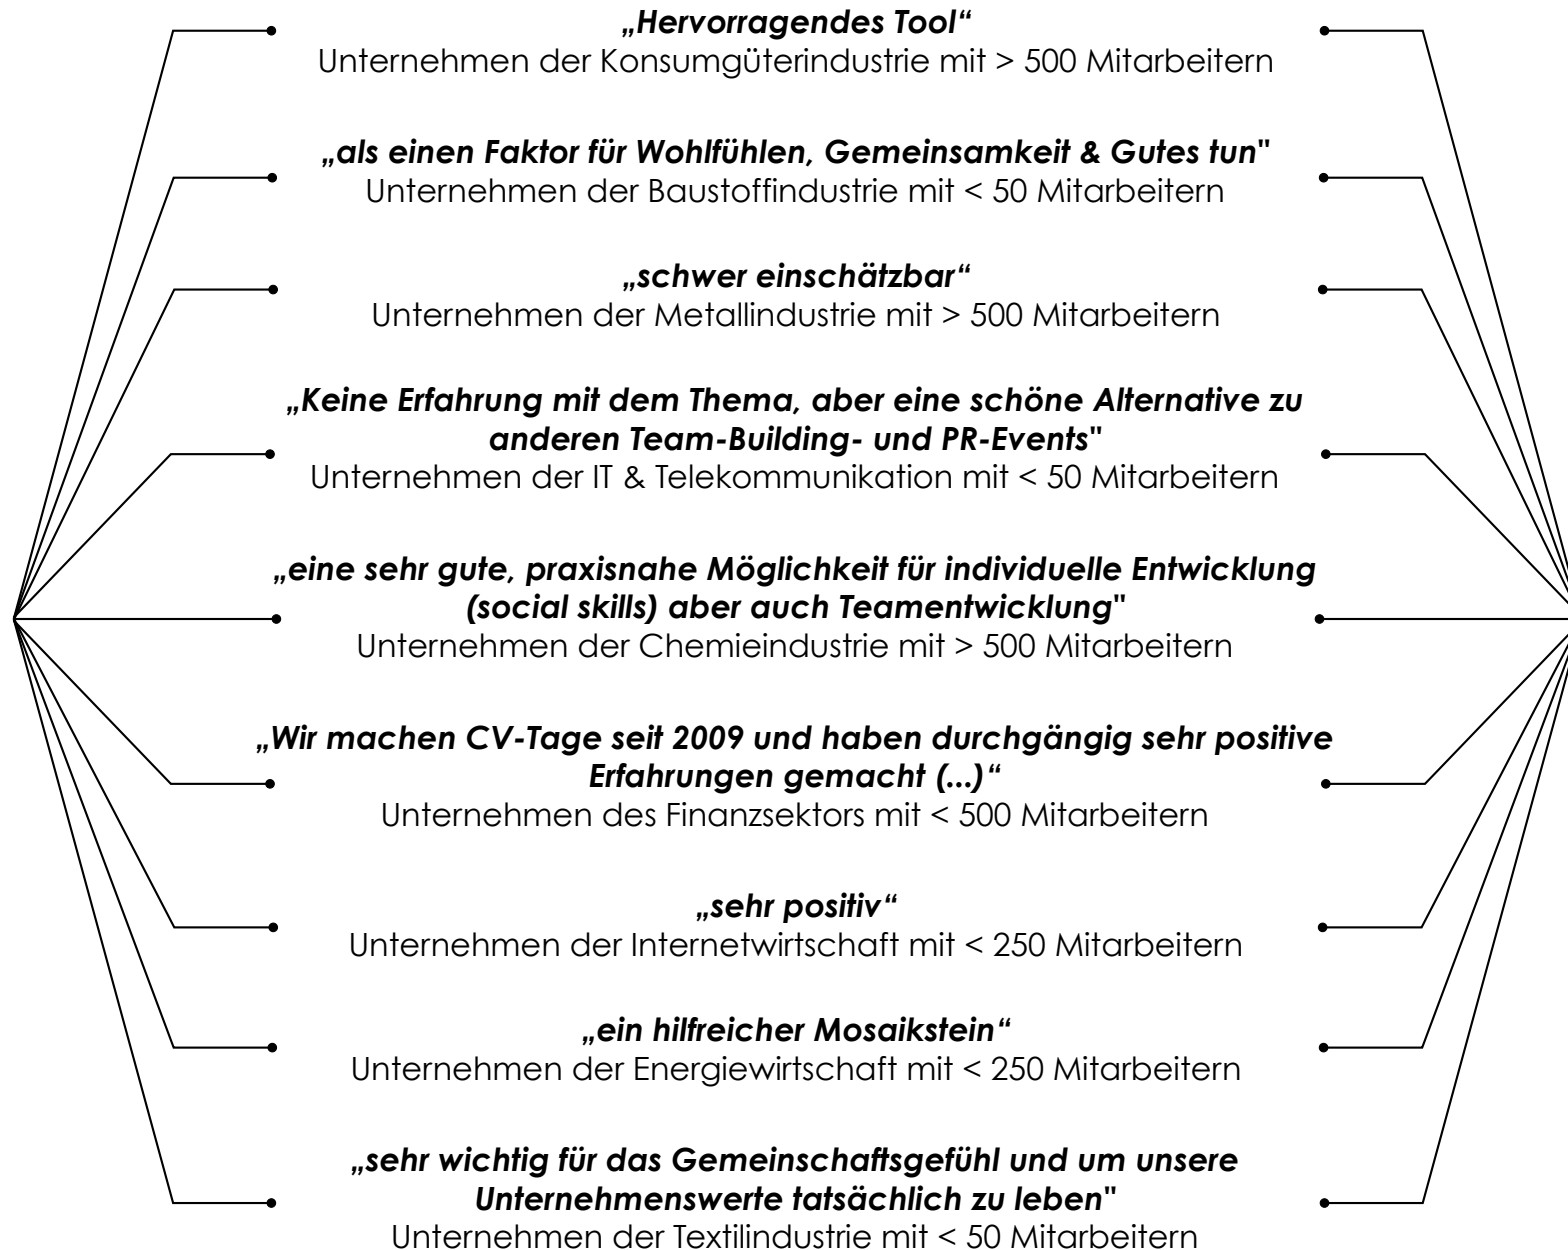 „Hervorragendes Tool“
Unternehmen der Konsumgüterindustrie mit > 500 Mitarbeitern
„als einen Faktor für Wohlfühlen, Gemeinsamkeit & Gutes tun"
Unternehmen der Baustoffindustrie mit < 50 Mitarbeitern
„schwer einschätzbar“
Unternehmen der Metallindustrie mit > 500 Mitarbeitern
„Keine Erfahrung mit dem Thema, aber eine schöne Alternative zu
anderen Team-Building- und PR-Events"
Unternehmen der IT & Telekommunikation mit < 50 Mitarbeitern
„eine sehr gute, praxisnahe Möglichkeit für individuelle Entwicklung
(social skills) aber auch Teamentwicklung"
Unternehmen der Chemieindustrie mit > 500 Mitarbeitern
„Wir machen CV-Tage seit 2009 und haben durchgängig sehr positive
Erfahrungen gemacht (...)“
Unternehmen des Finanzsektors mit < 500 Mitarbeitern
„sehr positiv“
Unternehmen der Internetwirtschaft mit < 250 Mitarbeitern
„ein hilfreicher Mosaikstein“
Unternehmen der Energiewirtschaft mit < 250 Mitarbeitern
„sehr wichtig für das Gemeinschaftsgefühl und um unsere
Unternehmenswerte tatsächlich zu leben"
Unternehmen der Textilindustrie mit < 50 Mitarbeitern